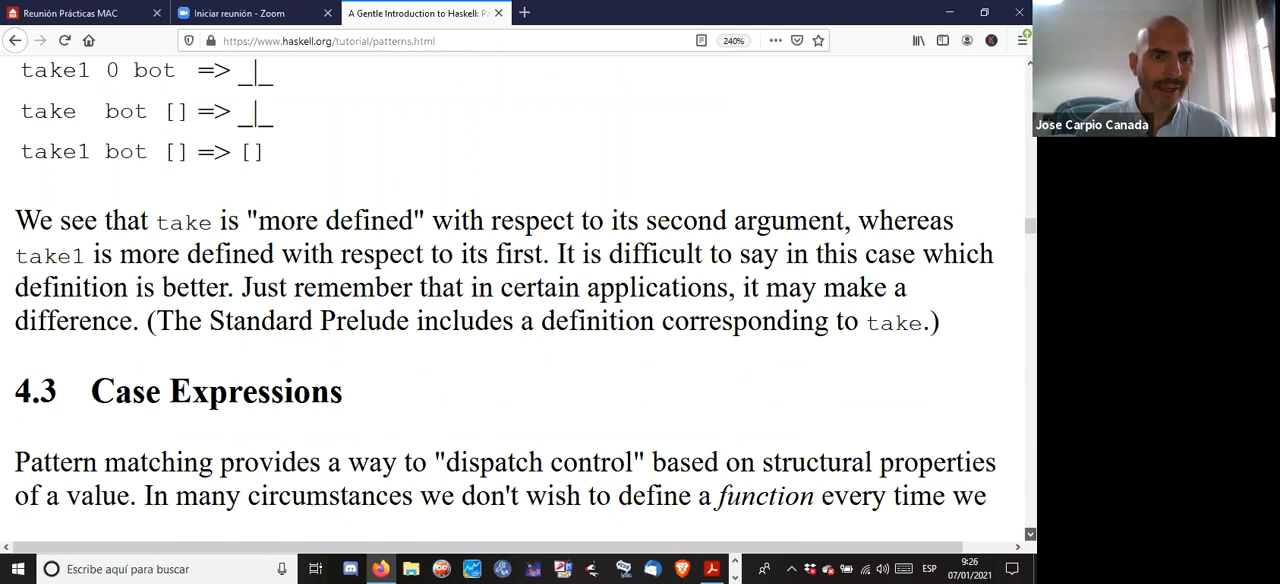 Reunión Prácticas MAC
Iniciar reunión - Zoom
A Gentle Introduction to Haskell: P
https://www.haskell.org/tutorial/patterns.html
240%
take1 0 bot => _|_
take bot [] => _|_
take1 bot [] => []
We see that take is "more defined" with respect to its second argument, whereas
take1 is more defined with respect to its first. It is difficult to say in this case which
definition is better. Just remember that in certain applications, it may make a
difference. (The Standard Prelude includes a definition corresponding to take.)
4.3 Case Expressions
Pattern matching provides a way to "dispatch control" based on structural properties
of a value. In many circumstances we don't wish to define a function every time we
Jose Carpio Canada
Escribe aquí para buscar
ESP
9:26
07/01/2021